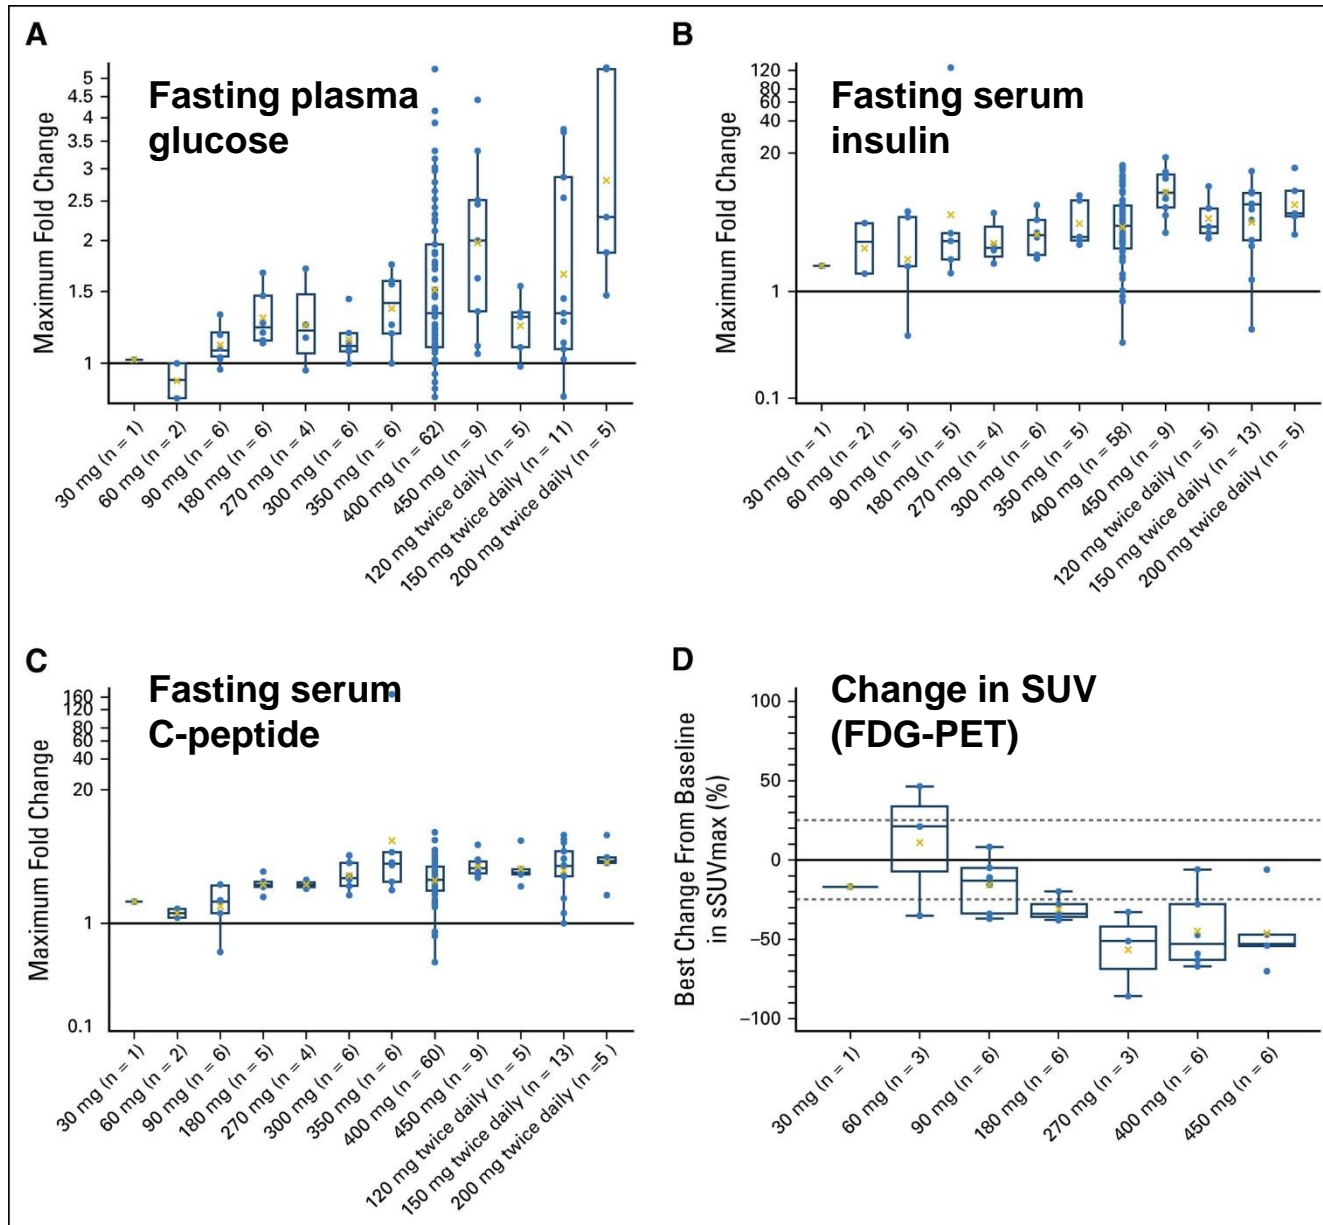 A
Fasting plasma
glucose
Maximum Fold Change
5
4.5
4
3.5
3
2.5
2
1.5
1
30 mg (n = 1)
60 mg (n = 2)
90 mg (n = 6)
180 mg (n = 6)
270 mg (n = 4)
300 mg (n = 6)
350 mg (n = 6)
400 mg (n = 62)
450 mg (n = 9)
120 mg twice daily (n = 5)
150 mg twice daily (n = 11)
200 mg twice daily (n = 5)
B
Fasting serum
insulin
Maximum Fold Change
120
80
60
40
20
1
0.1
30 mg (n = 1)
60 mg (n = 2)
90 mg (n = 5)
180 mg (n = 5)
270 mg (n = 4)
300 mg (n = 6)
350 mg (n = 5)
400 mg (n = 58)
450 mg (n = 9)
120 mg twice daily (n = 5)
150 mg twice daily (n = 13)
200 mg twice daily (n = 5)
C
Fasting serum
C-peptide
Maximum Fold Change
160
120
80
60
40
20
1
0.1
30 mg (n = 1)
60 mg (n = 2)
90 mg (n = 6)
180 mg (n = 5)
270 mg (n = 4)
300 mg (n = 6)
350 mg (n = 6)
400 mg (n = 60)
450 mg (n = 9)
120 mg twice daily (n = 5)
150 mg twice daily (n = 13)
200 mg twice daily (n =5 )
D
Change in SUV
(FDG-PET)
Best Change From Baseline
in sSUVmax (%)
100
50
0
–50
–100
30 mg (n = 1)
60 mg (n = 3)
90 mg (n = 6)
180 mg (n = 6)
270 mg (n = 3)
400 mg (n = 6)
450 mg (n = 6)